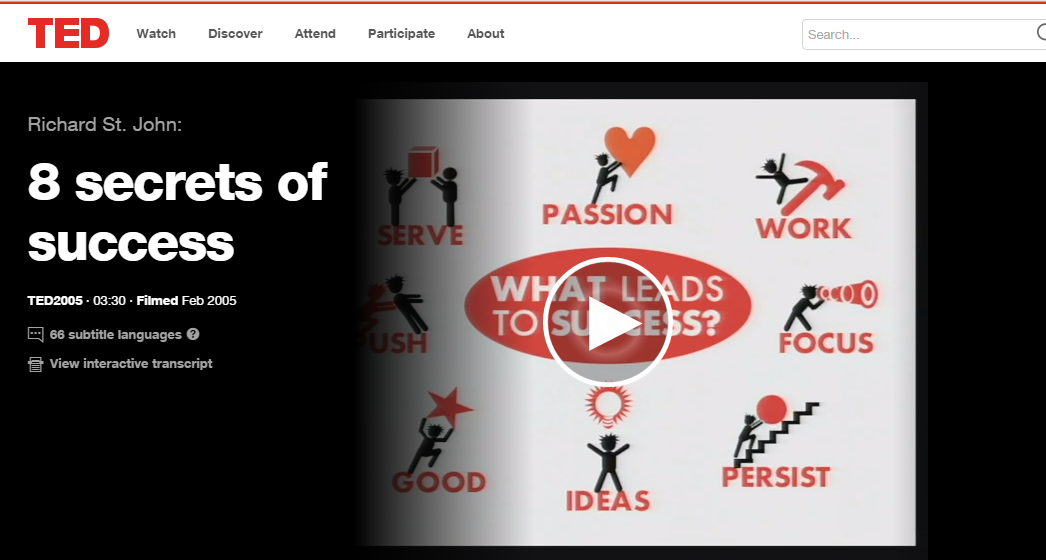 TED
Watch Discover Attend Participate About
Search...
Richard St. John:
8 secrets of
success
TED2005 · 03:30 · Filmed Feb 2005
66 subtitle languages ?
View interactive transcript
SERVE
PASSION
WORK
WHAT LEADS
TO SUCCESS?
PUSH
FOCUS
GOOD
IDEAS
PERSIST